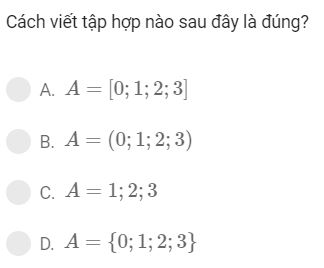 Cách viết tập hợp nào sau đây là đúng?
A. A = [0; 1; 2; 3]
B. A = (0; 1; 2; 3)
C. A = 1; 2; 3
D. A = {0; 1; 2; 3}